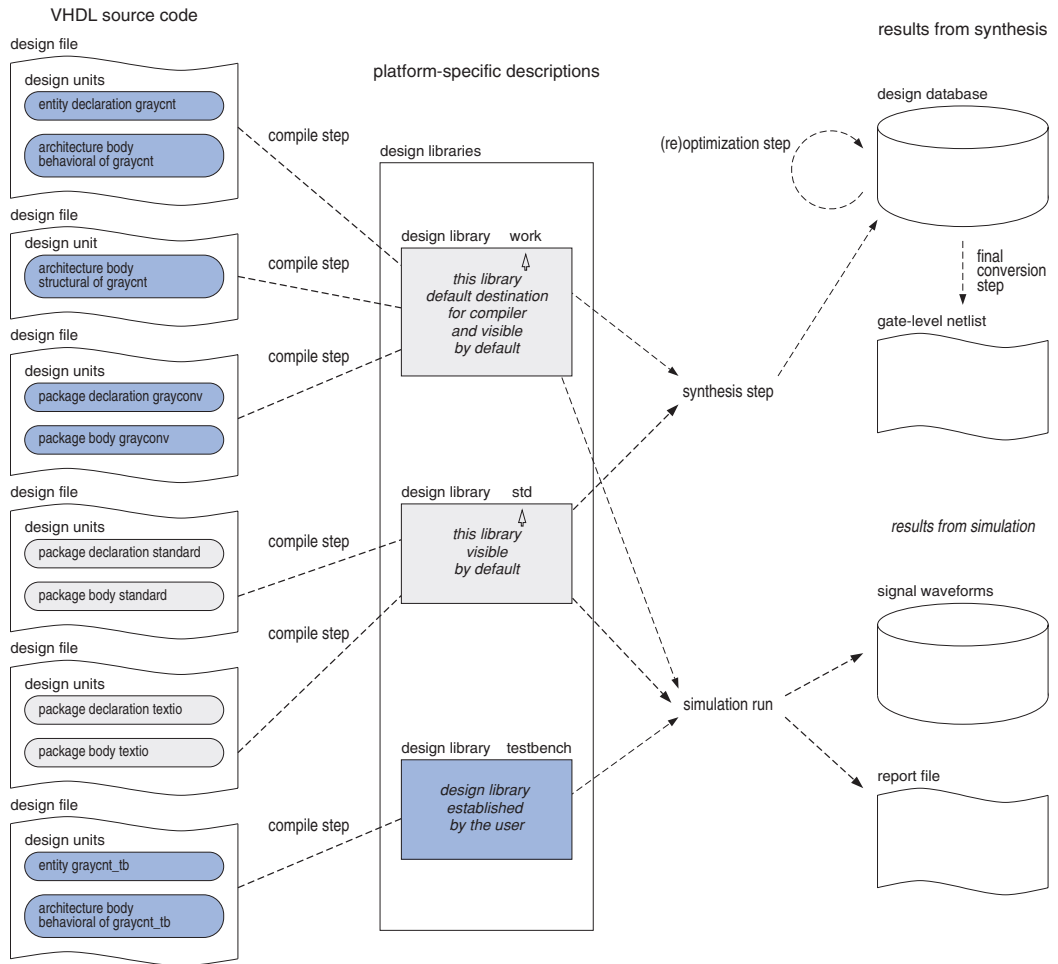 VHDL source code
design file
design units
entity declaration graycnt
architecture body
behavioral of graycnt
design file
design unit
architecture body
structural of graycnt
design file
design units
package declaration grayconv
package body grayconv
design file
design units
package declaration standard
package body standard
design file
design units
package declaration textio
package body textio
design file
design units
entity graycnt_tb
architecture body
behavioral of graycnt_tb
compile step
compile step
compile step
compile step
compile step
compile step
platform-specific descriptions
design libraries
design library work
this library
default destination
for compiler
and visible
by default
design library std
this library
visible
by default
design library testbench
design library
established
by the user
synthesis step
simulation run
results from synthesis
design database
(re)optimization step
final
conversion
step
gate-level netlist
results from simulation
signal waveforms
report file